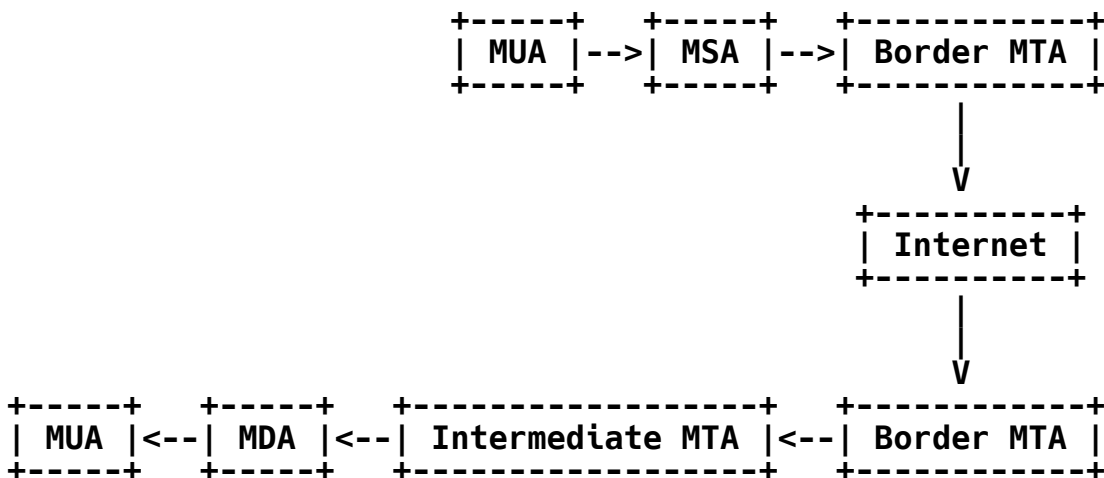 +-----+   +-----+   +------------+
| MUA |-->| MSA |-->| Border MTA |
+-----+   +-----+   +------------+
|
|
V
+----------+
| Internet |
+----------+
|
|
V
+-----+   +-----+   +------------------+   +------------+
| MUA |<--| MDA |<--| Intermediate MTA |<--| Border MTA |
+-----+   +-----+   +------------------+   +------------+